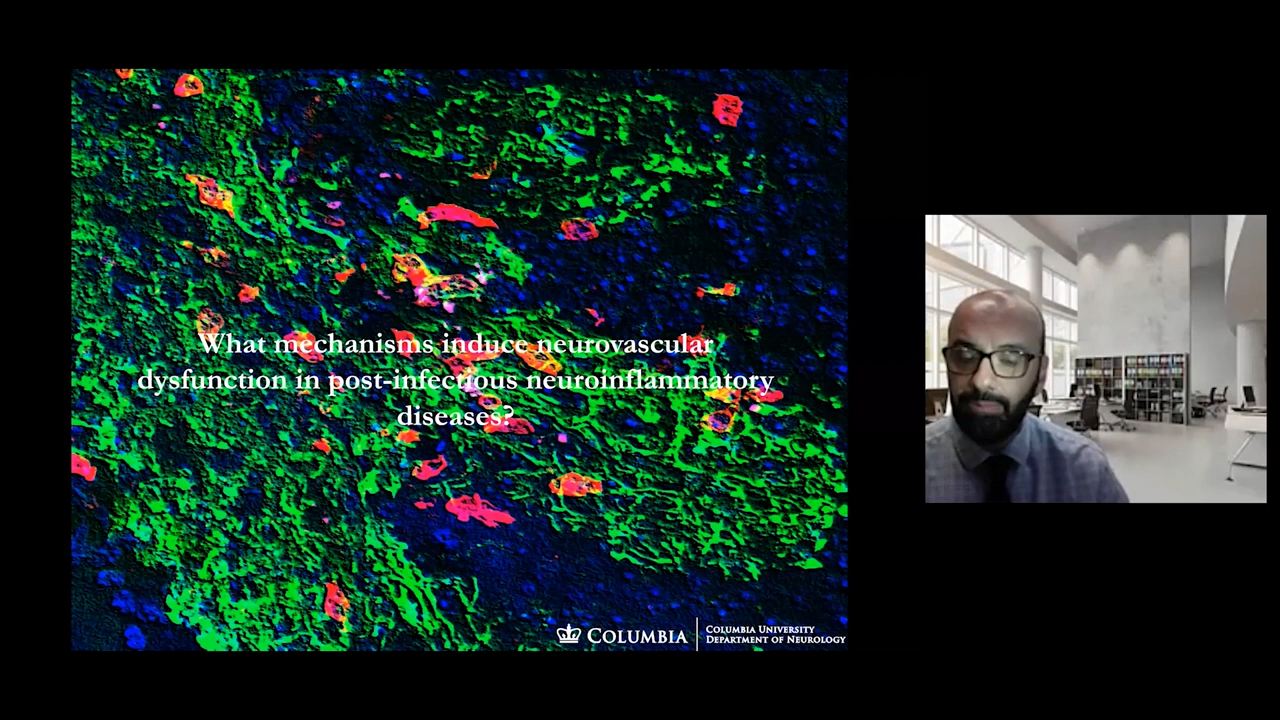 What mechanisms induce neurovascular
dysfunction in post-infectious neuroinflammatory
diseases?
COLUMBIA
COLUMBIA UNIVERSITY
DEPARTMENT OF NEUROLOGY